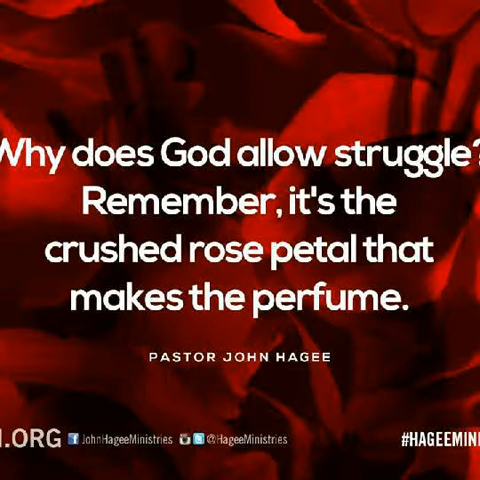 Why does God allow struggle?
Remember, it's the
crushed rose petal that
makes the perfume.
PASTOR JOHN HAGEE
.ORG JohnHageeMinistries @HageeMinistries #HAGEEMINI